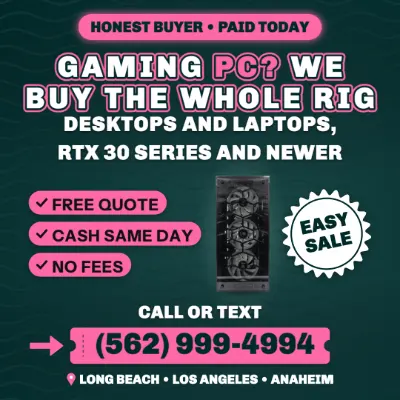 HONEST BUYER • PAID TODAY
GAMING PC? WE
BUY THE WHOLE RIG
DESKTOPS AND LAPTOPS,
RTX 30 SERIES AND NEWER
FREE QUOTE
CASH SAME DAY
NO FEES
EASY
SALE
CALL OR TEXT
(562) 999-4994
LONG BEACH • LOS ANGELES • ANAHEIM